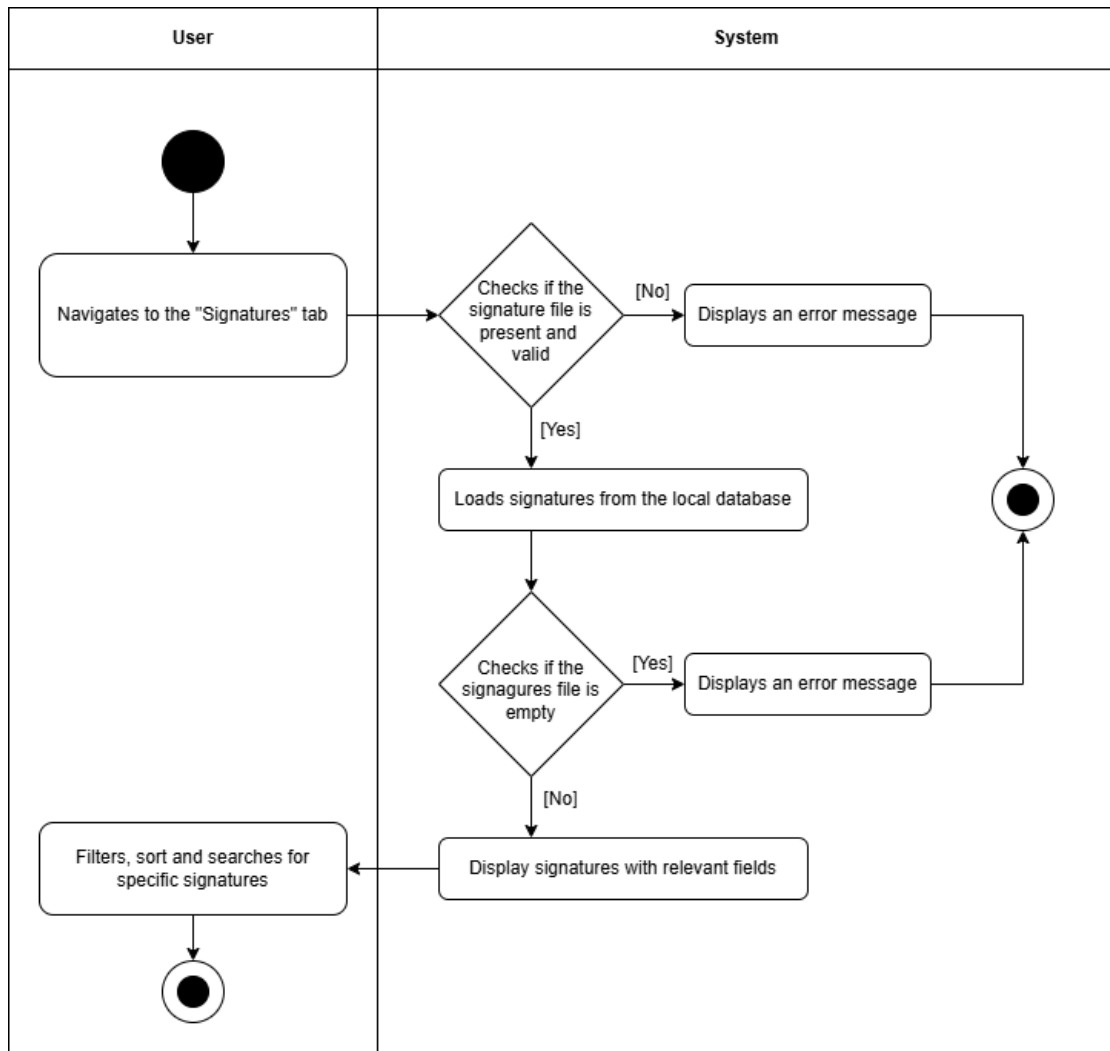 User
System
Navigates to the "Signatures" tab
Checks if the
signature file is
present and
valid
[No]
Displays an error message
[Yes]
Loads signatures from the local database
Checks if the
signagures file is
empty
[Yes]
Displays an error message
[No]
Display signatures with relevant fields
Filters, sort and searches for
specific signatures